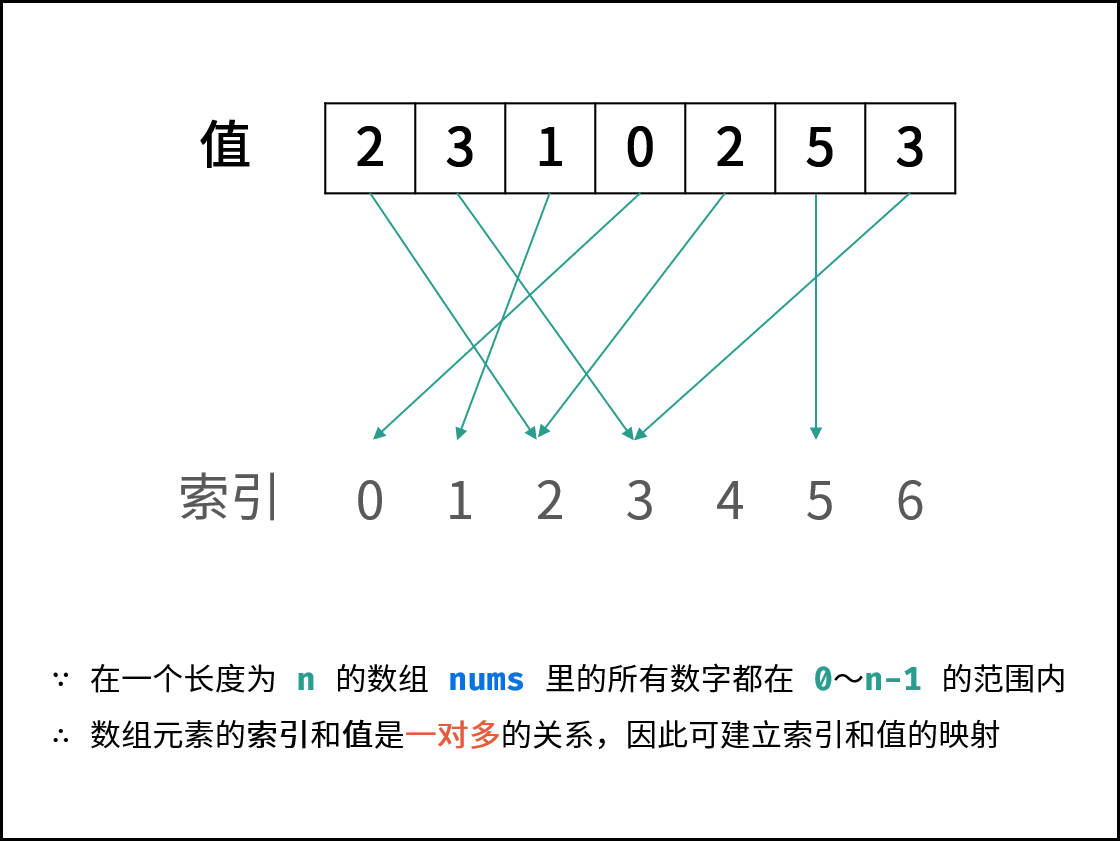 值 2 3 1 0 2 5 3
索引 0 1 2 3 4 5 6
∵ 在一个长度为 n 的数组 nums 里的所有数字都在 0～n-1 的范围内
∴ 数组元素的索引和值是一对多的关系，因此可建立索引和值的映射